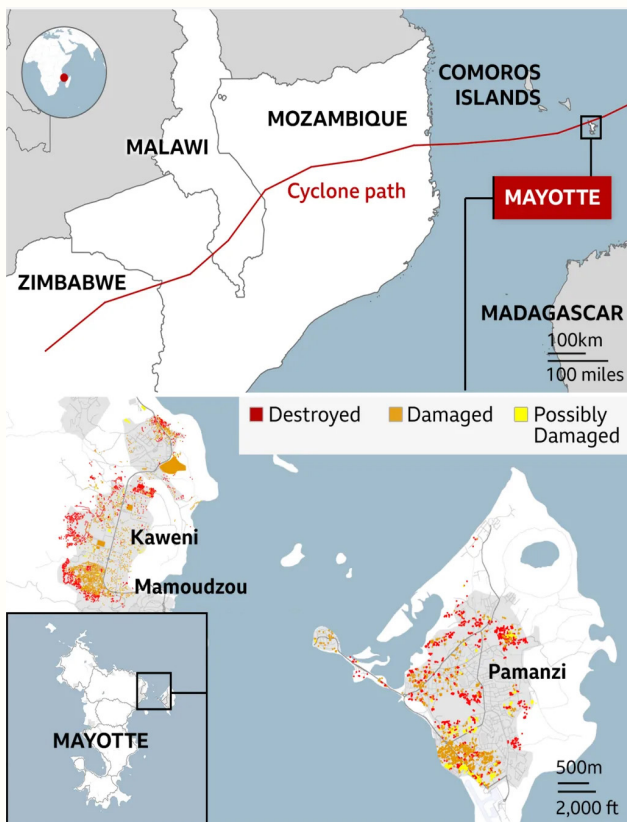 COMOROS
ISLANDS
MOZAMBIQUE
MALAWI
Cyclone path
MAYOTTE
ZIMBABWE
MADAGASCAR
100km
100 miles
Destroyed
Damaged
Possibly
Damaged
Kaweni
Mamoudzou
Pamanzi
MAYOTTE
500m
2,000 ft